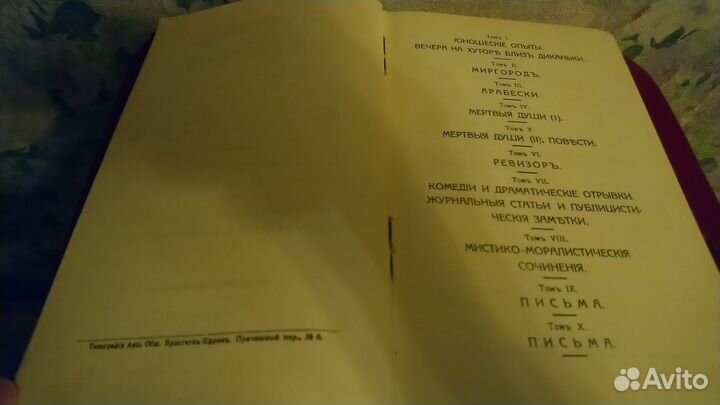 Типографія Акц. Общ. Брокгаузъ-Ефронъ. Прачешный пер., № 6.
Томъ I.
ЮНОШЕСКІЕ ОПЫТЫ.
ВЕЧЕРА НА ХУТОРѢ БЛИЗЪ ДИКАНЬКИ.
Томъ II.
МИРГОРОДЪ.
Томъ III.
АРАБЕСКИ.
Томъ IV.
МЕРТВЫЯ ДУШИ (I).
Томъ V.
МЕРТВЫЯ ДУШИ (II). ПОВѢСТИ.
Томъ VI.
РЕВИЗОРЪ.
Томъ VII.
КОМЕДІИ И ДРАМАТИЧЕСКІЕ ОТРЫВКИ.
ЖУРНАЛЬНЫЯ СТАТЬИ И ПУБЛИЦИСТИ-
ЧЕСКІЯ ЗАМѢТКИ.
Томъ VIII.
МИСТИКО-МОРАЛИСТИЧЕСКІЯ
СОЧИНЕНІЯ.
Томъ IX.
ПИСЬМА.
Томъ X.
ПИСЬМА.
Avito